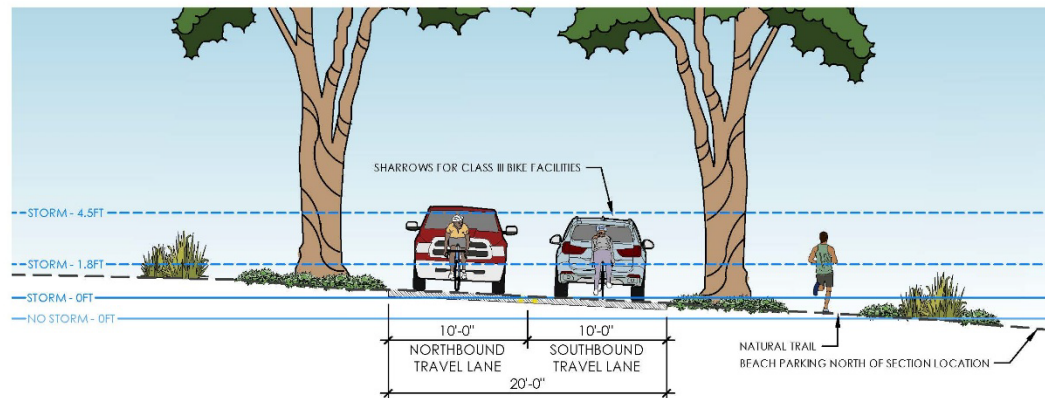 SHARROWS FOR CLASS III BIKE FACILITIES
STORM - 4.5FT
STORM - 1.8FT
STORM - 0FT
NO STORM - 0FT
10'-0" 10'-0"
NORTHBOUND SOUTHBOUND
TRAVEL LANE TRAVEL LANE
20'-0"
NATURAL TRAIL
BEACH PARKING NORTH OF SECTION LOCATION